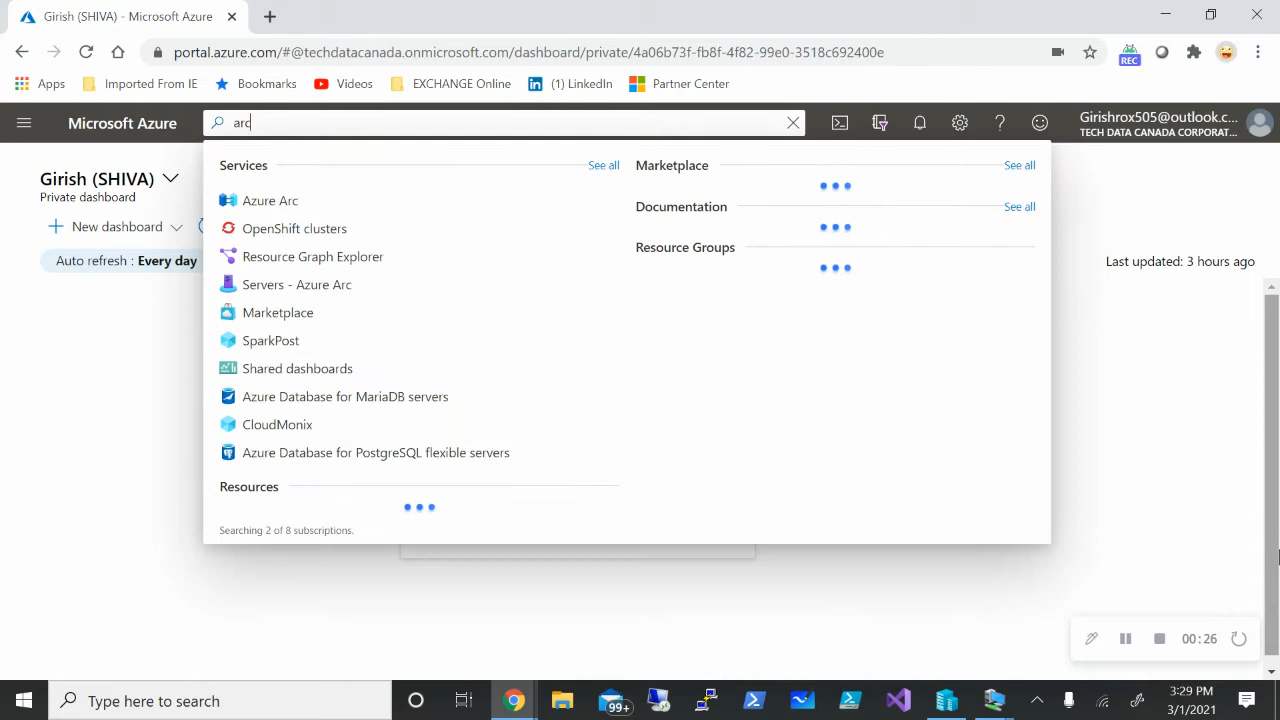 Girish (SHIVA) - Microsoft Azure
portal.azure.com/#@techdatacanada.onmicrosoft.com/dashboard/private/4a06b73f-fb8f-4f82-99e0-3518c692400e
REC
Apps
Imported From IE
Bookmarks
Videos
EXCHANGE Online
(1) LinkedIn
Partner Center
Microsoft Azure
arc
Girishrox505@outlook.c...
TECH DATA CANADA CORPORAT...
Girish (SHIVA)
Private dashboard
New dashboard
Auto refresh : Every day
Last updated: 3 hours ago
Services
See all
Azure Arc
OpenShift clusters
Resource Graph Explorer
Servers - Azure Arc
Marketplace
SparkPost
Shared dashboards
Azure Database for MariaDB servers
CloudMonix
Azure Database for PostgreSQL flexible servers
Resources
Searching 2 of 8 subscriptions.
Marketplace
See all
Documentation
See all
Resource Groups
00:26
Type here to search
99+
3:29 PM
3/1/2021